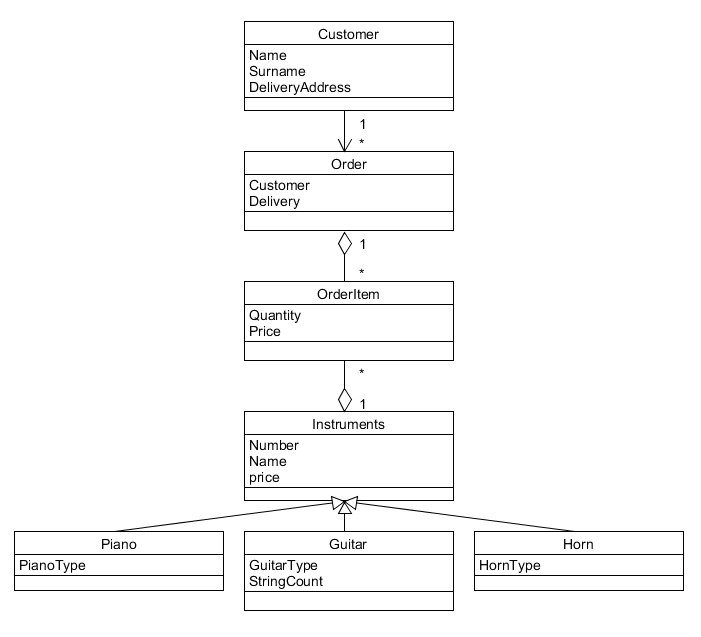 Customer
Name
Surname
DeliveryAddress
1
*
Order
Customer
Delivery
1
*
OrderItem
Quantity
Price
*
1
Instruments
Number
Name
price
Piano
PianoType
Guitar
GuitarType
StringCount
Horn
HornType